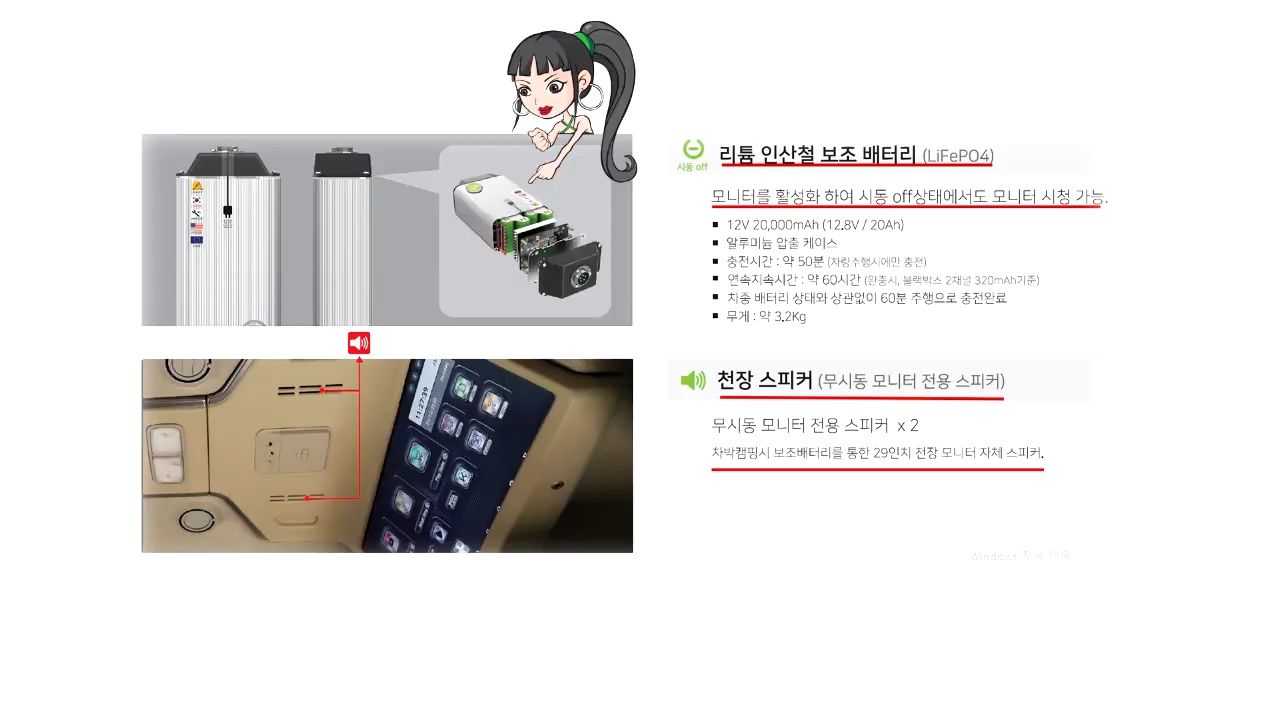 시동 off
리튬 인산철 보조 배터리 (LiFePO4)
모니터를 활성화 하여 시동 off상태에서도 모니터 시청 가능.
■ 12V 20,000mAh (12.8V / 20Ah)
■ 알루미늄 압출 케이스
■ 충전시간 : 약 50분 (차량주행시에만 충전)
■ 연속지속시간 : 약 60시간 (완충시, 블랙박스 2채널 320mAh기준)
■ 차종 배터리 상태와 상관없이 60분 주행으로 충전완료
■ 무게 : 약 3.2Kg
천장 스피커 (무시동 모니터 전용 스피커)
무시동 모니터 전용 스피커 x 2
차박캠핑시 보조배터리를 통한 29인치 천장 모니터 자체 스피커.
11:27:39
Windows